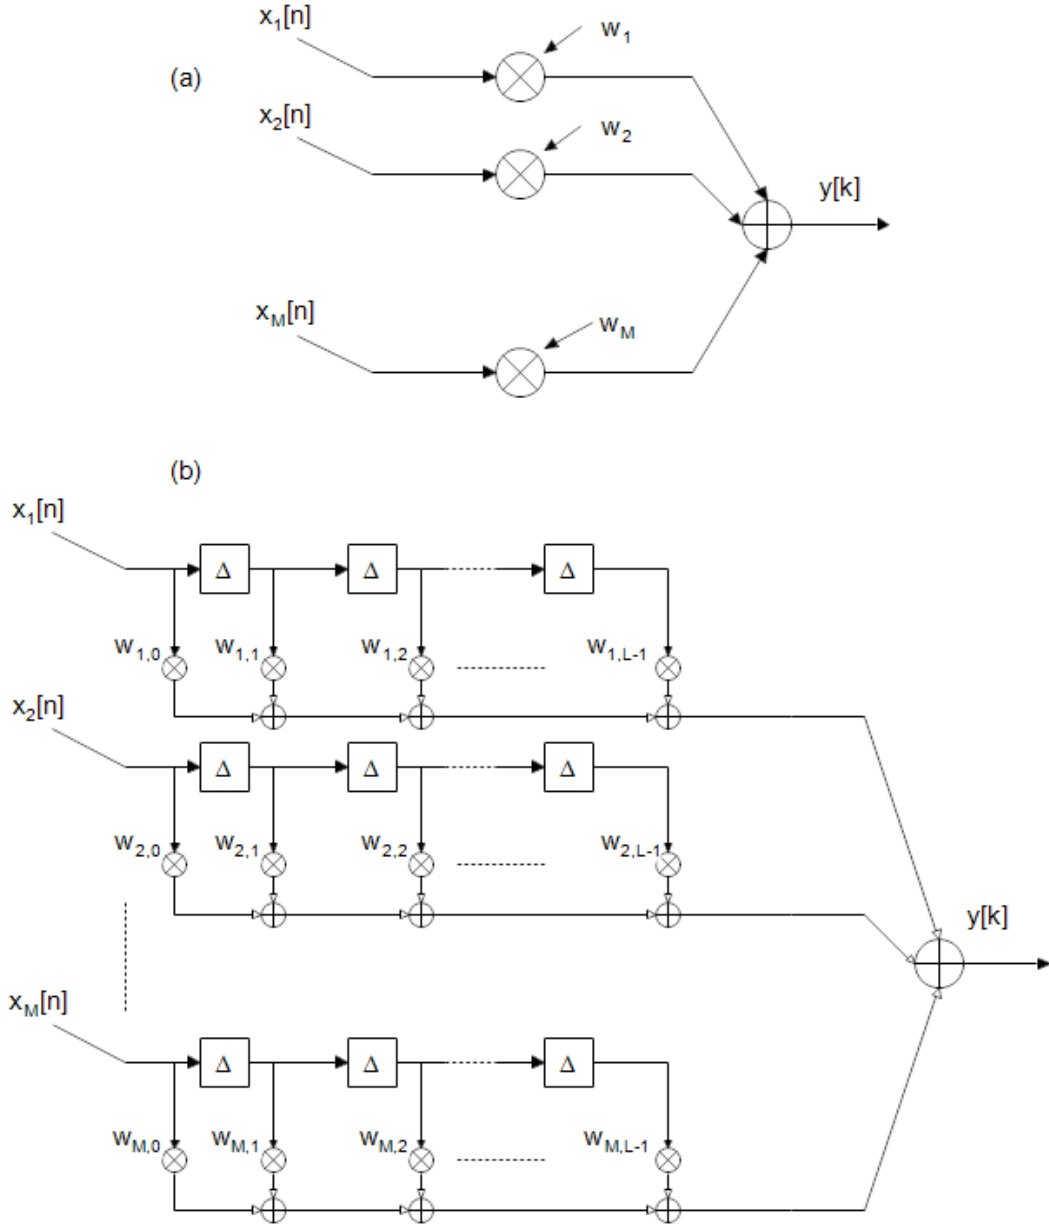 x1[n]
w1
(a)
x2[n]
w2
y[k]
xM[n]
wM
(b)
x1[n]
Δ Δ Δ
w1,0 w1,1 w1,2 w1,L-1
x2[n]
Δ Δ Δ
w2,0 w2,1 w2,2 w2,L-1
y[k]
xM[n]
Δ Δ Δ
wM,0 wM,1 wM,2 wM,L-1